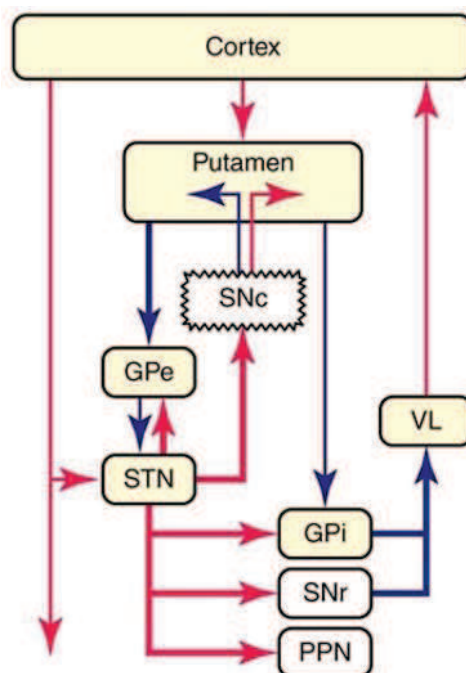 Cortex
Putamen
SNc
GPe
VL
STN
GPi
SNr
PPN